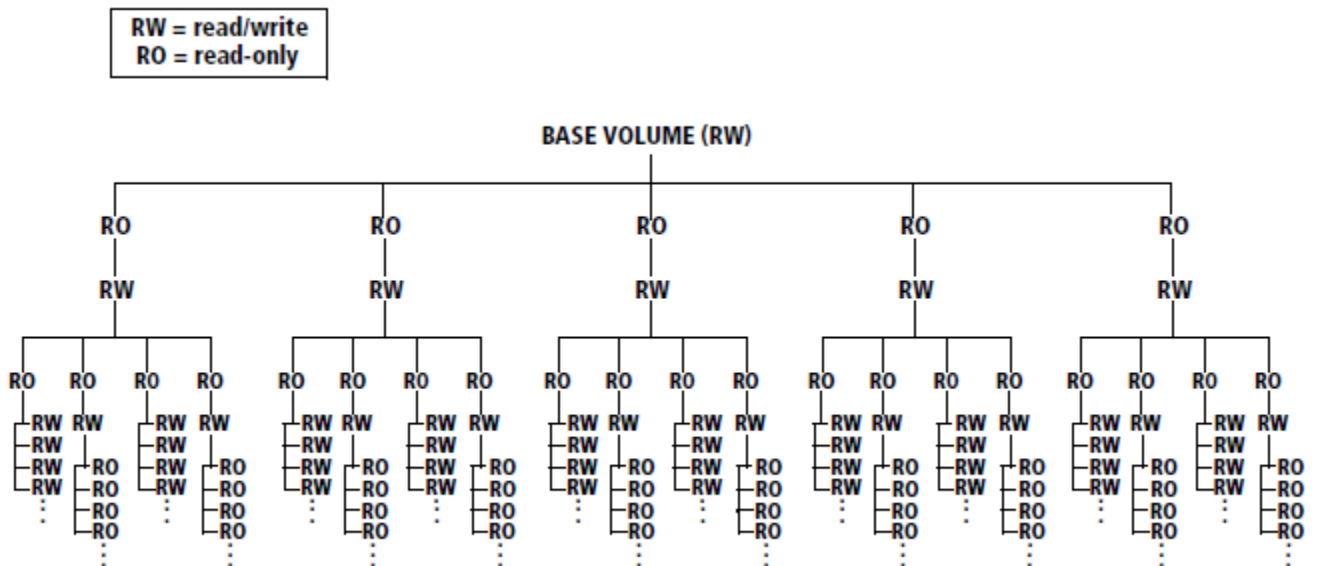 RW = read/write
RO = read-only
BASE VOLUME (RW)
RO RO RO RO RO
RW RW RW RW RW
RO RO RO RO RO RO RO RO RO RO RO RO RO RO RO RO RO RO RO RO
RW RW RW RW RW RW RW RW RW RW RW RW RW RW RW RW RW RW RW RW
RW RW RW RW RW RW RW RW RW RW
RW RO RW RO RW RO RW RO RW RO RW RO RW RO RW RO RW RO RW RO
RW RO RW RO RW RO RW RO RW RO RW RO RW RO RW RO RW RO RW RO
RO RO RO RO RO RO RO RO RO RO
RO RO RO RO RO RO RO RO RO RO